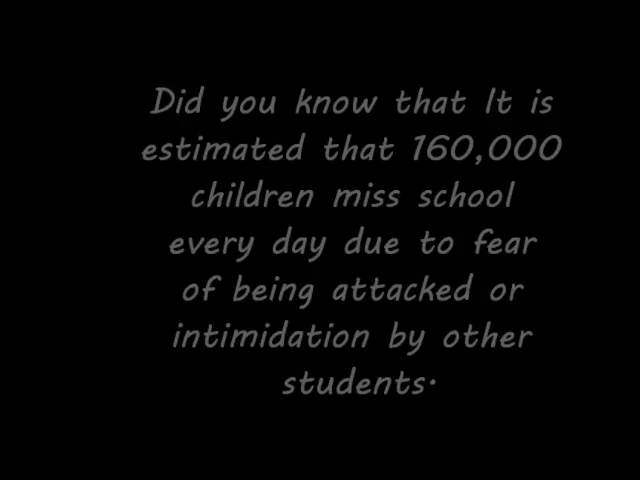 Did you know that It is
estimated that 160,000
children miss school
every day due to fear
of being attacked or
intimidation by other
students.